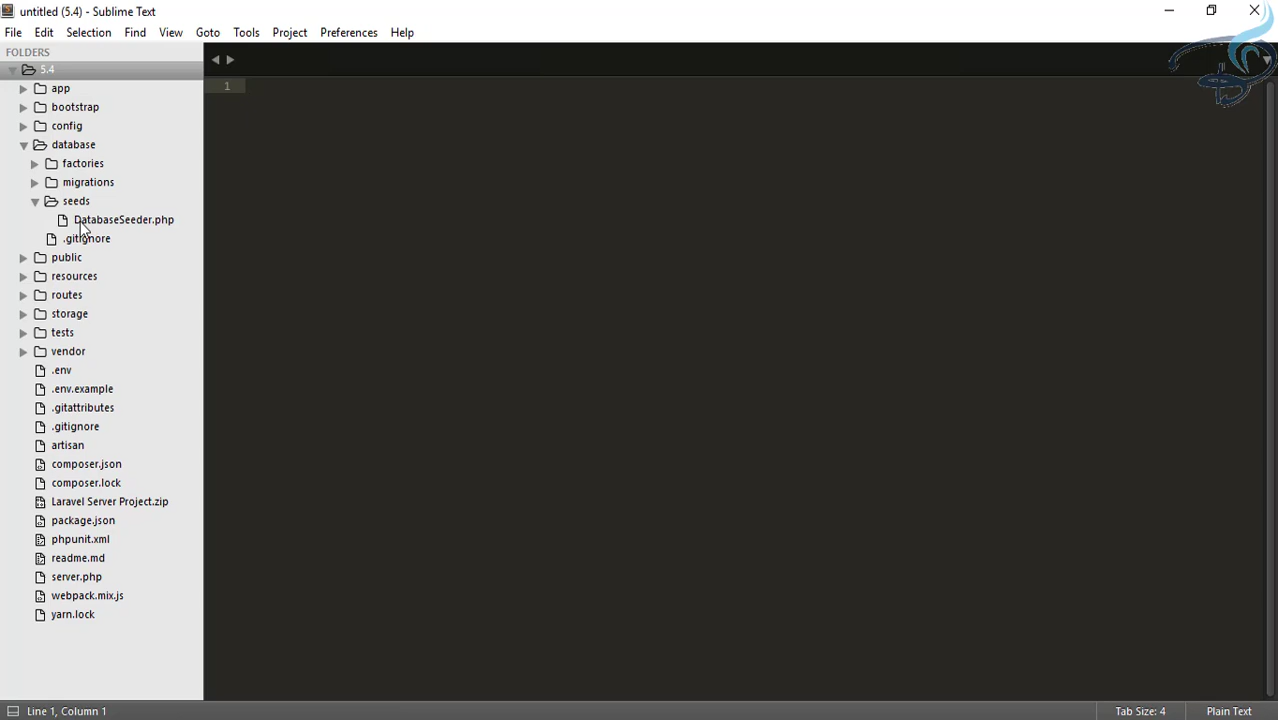 untitled (5.4) - Sublime Text
File Edit Selection Find View Goto Tools Project Preferences Help
FOLDERS
5.4
1
app
bootstrap
config
database
factories
migrations
seeds
DatabaseSeeder.php
.gitignore
public
resources
routes
storage
tests
vendor
.env
.env.example
.gitattributes
.gitignore
artisan
composer.json
composer.lock
Laravel Server Project.zip
package.json
phpunit.xml
readme.md
server.php
webpack.mix.js
yarn.lock
Line 1, Column 1 Tab Size: 4 Plain Text